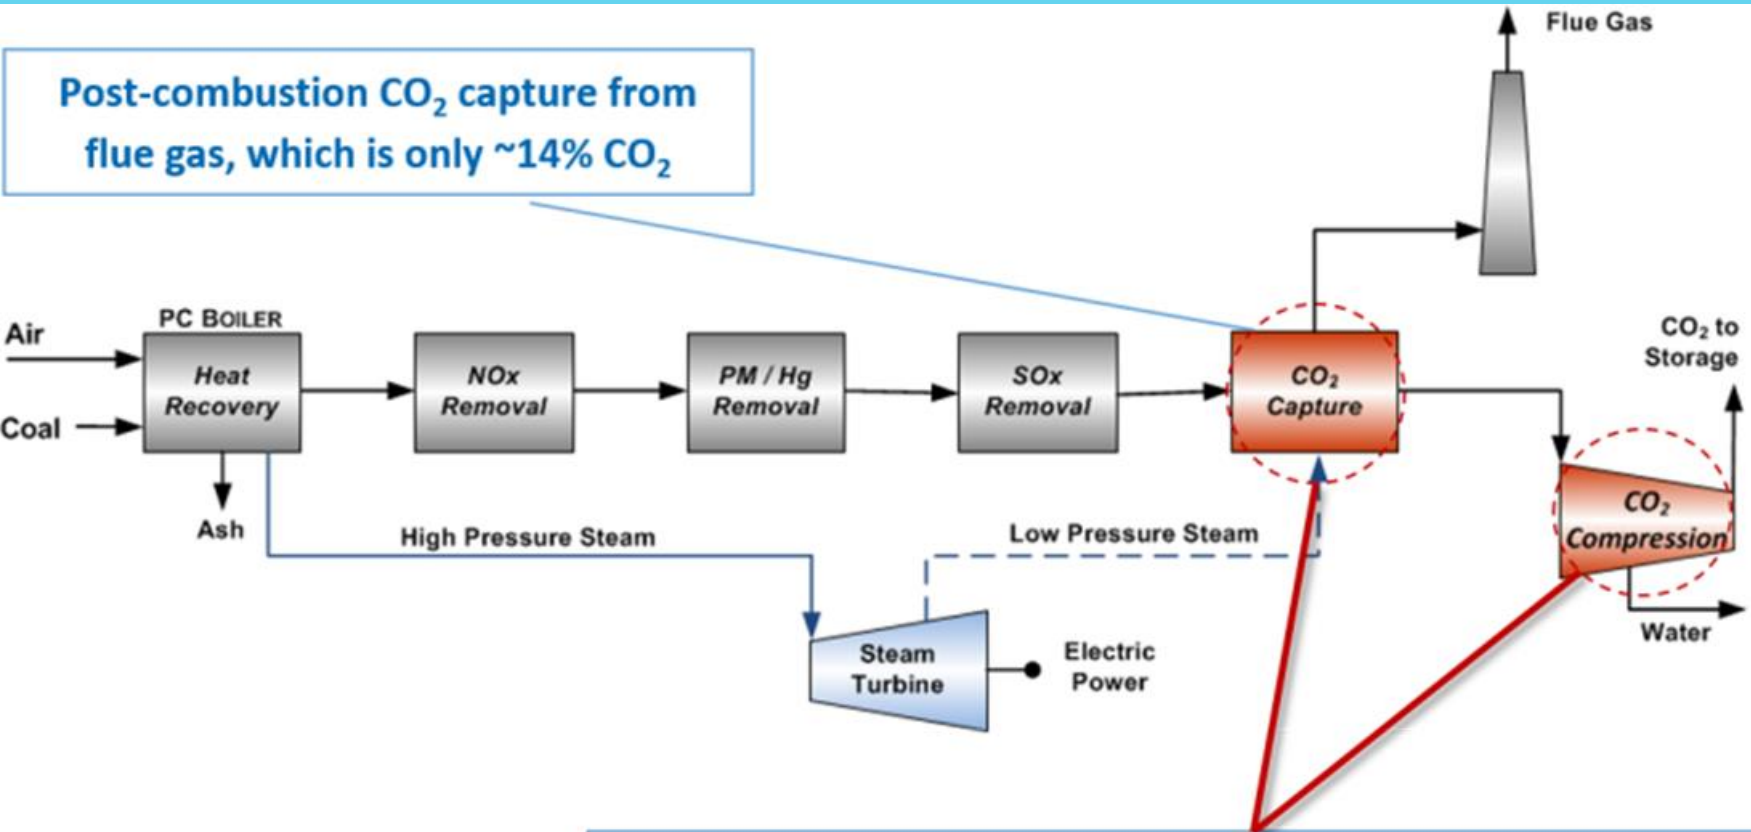 Flue Gas
Post-combustion CO₂ capture from
flue gas, which is only ~14% CO₂
PC BOILER
Air
Coal
Heat
Recovery
NOx
Removal
PM / Hg
Removal
SOx
Removal
CO₂
Capture
CO₂ to
Storage
Ash
High Pressure Steam
Low Pressure Steam
CO₂
Compression
Steam
Turbine
Electric
Power
Water